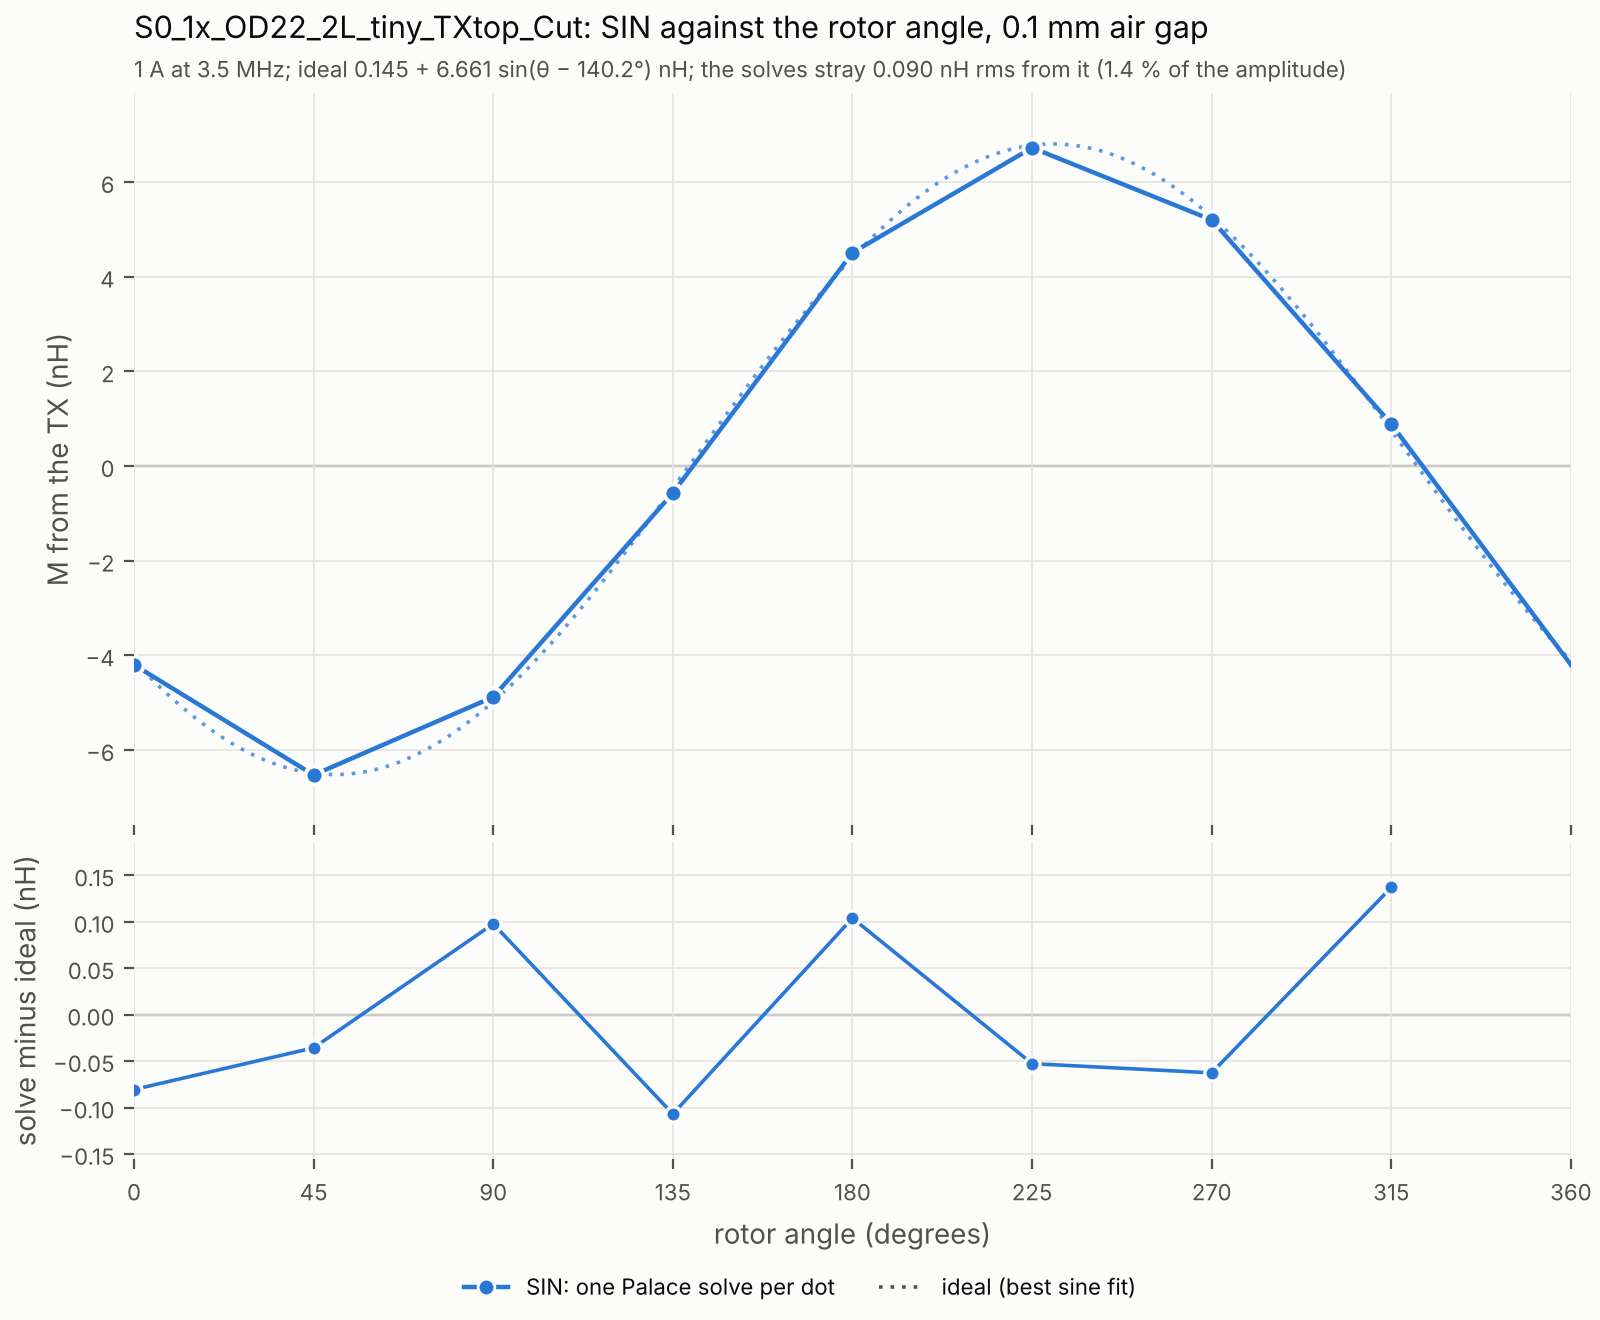 S0_1x_OD22_2L_tiny_TXtop_Cut: SIN against the rotor angle, 0.1 mm air gap
1 A at 3.5 MHz; ideal 0.145 + 6.661 sin(θ − 140.2°) nH; the solves stray 0.090 nH rms from it (1.4 % of the amplitude)
M from the TX (nH)
6
4
2
0
−2
−4
−6
solve minus ideal (nH)
0.15
0.10
0.05
0.00
−0.05
−0.10
−0.15
0 45 90 135 180 225 270 315 360
rotor angle (degrees)
SIN: one Palace solve per dot ideal (best sine fit)